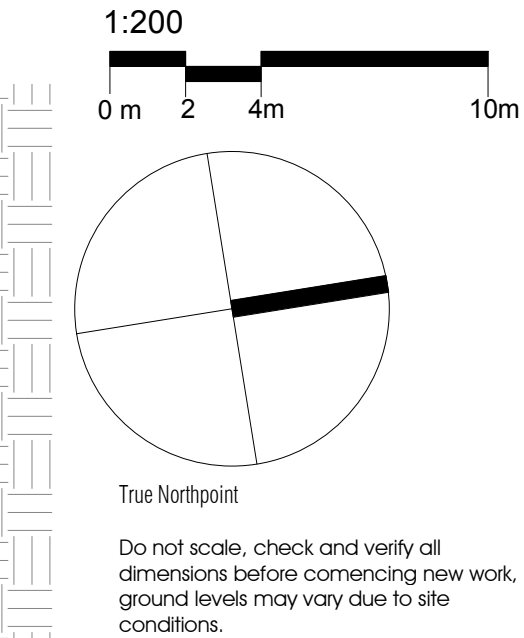 1:200
0 m 2 4m 10m
True Northpoint
Do not scale, check and verify all
dimensions before comencing new work,
ground levels may vary due to site
conditions.